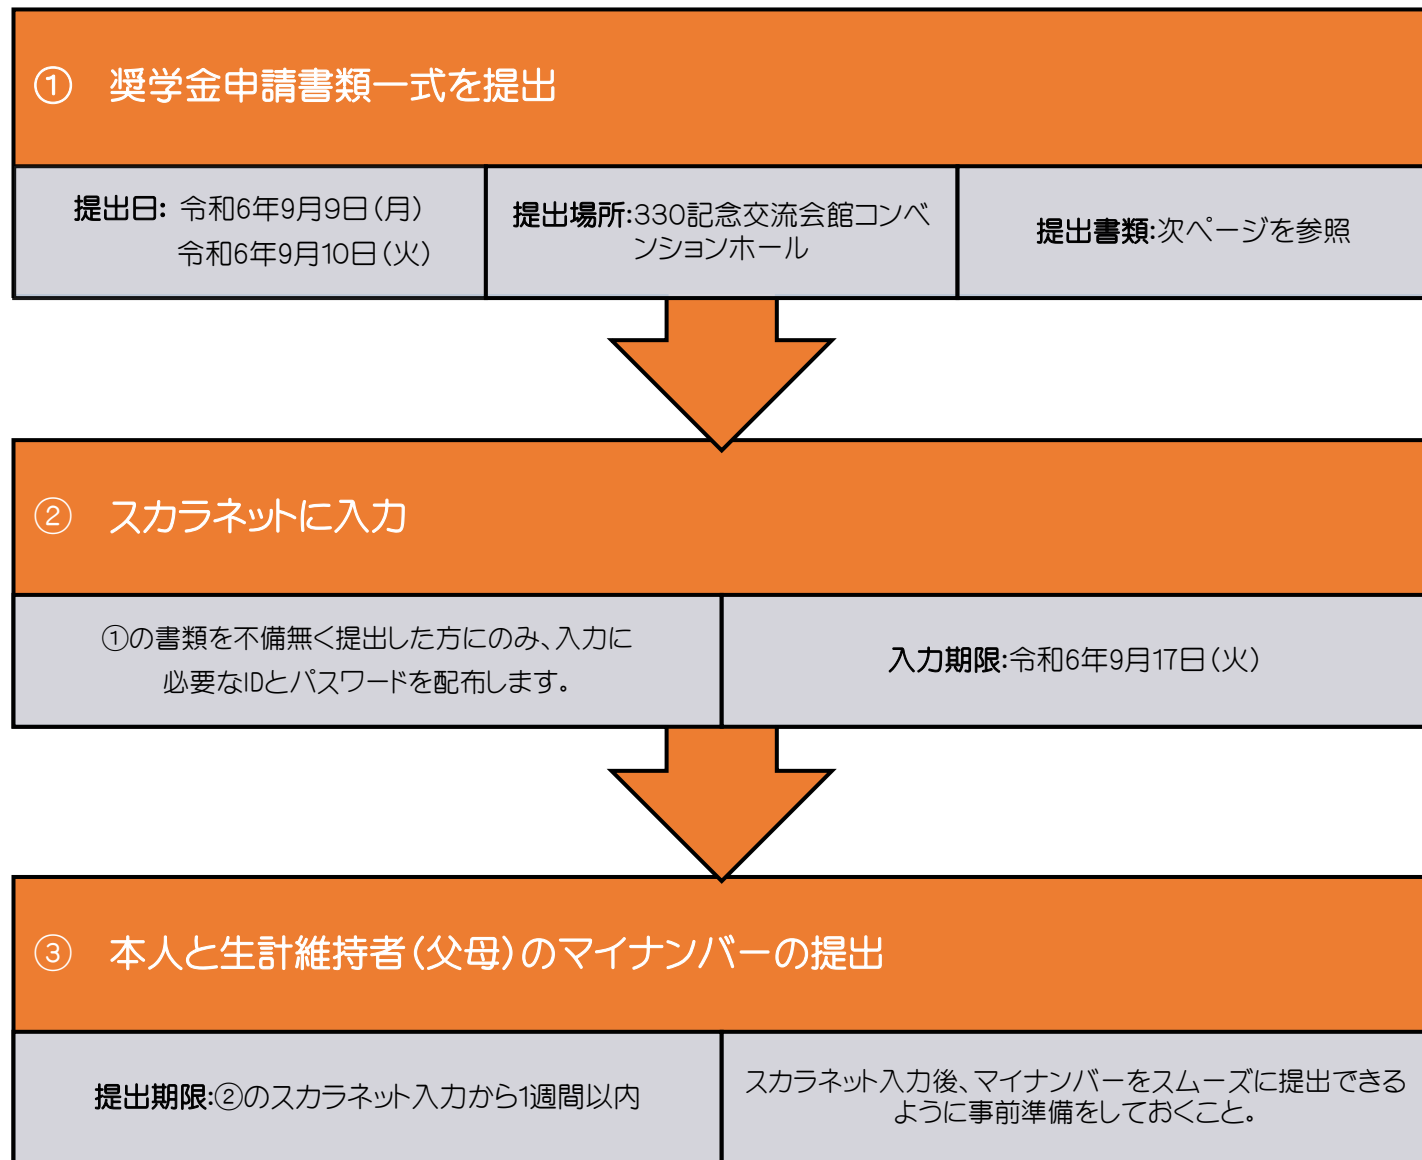 ① 奨学金申請書類一式を提出
提出日: 令和6年9月9日(月)
令和6年9月10日(火)
提出場所:330記念交流会館コンベ
ンションホール
提出書類:次ページを参照
② スカラネットに入力
①の書類を不備無く提出した方にのみ、入力に
必要なIDとパスワードを配布します。
入力期限:令和6年9月17日(火)
③ 本人と生計維持者(父母)のマイナンバーの提出
提出期限:②のスカラネット入力から1週間以内
スカラネット入力後、マイナンバーをスムーズに提出できる
ように事前準備をしておくこと。